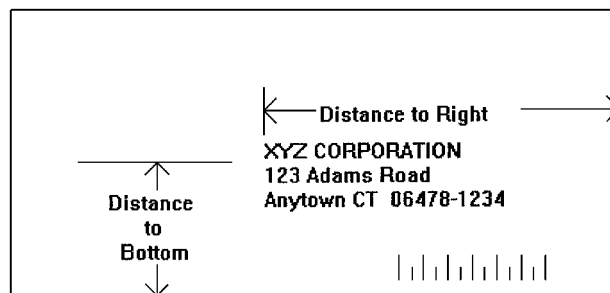 Distance to Right
XYZ CORPORATION
123 Adams Road
Anytown CT 06478-1234
Distance
to
Bottom